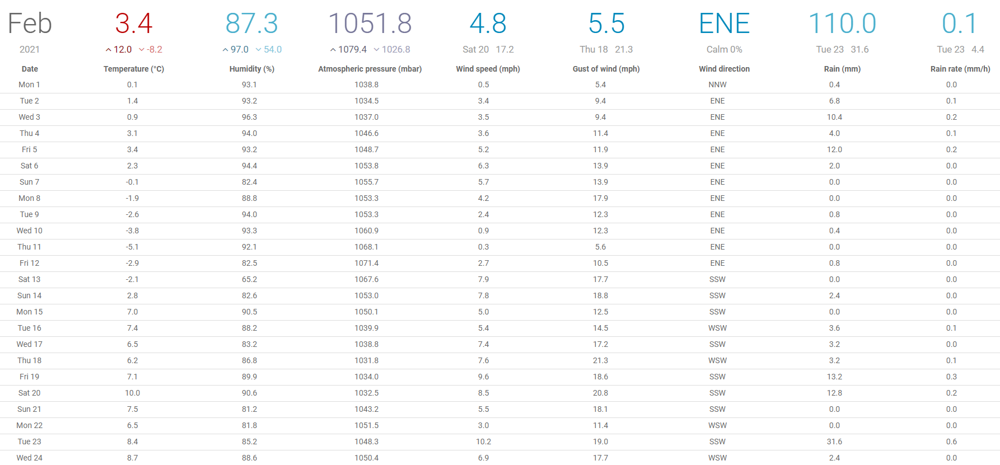 Feb 3.4 87.3 1051.8 4.8 5.5 ENE 110.0 0.1
2021 12.0 -8.2 97.0 54.0 1079.4 1026.8 Sat 20 17.2 Thu 18 21.3 Calm 0% Tue 23 31.6 Tue 23 4.4
Date Temperature (°C) Humidity (%) Atmospheric pressure (mbar) Wind speed (mph) Gust of wind (mph) Wind direction Rain (mm) Rain rate (mm/h)
Mon 1 0.1 93.1 1038.8 0.5 5.4 NNW 0.4 0.0
Tue 2 1.4 93.2 1034.5 3.4 9.4 ENE 6.8 0.1
Wed 3 0.9 96.3 1037.0 3.5 9.4 ENE 10.4 0.2
Thu 4 3.1 94.0 1046.6 3.6 11.4 ENE 4.0 0.1
Fri 5 3.4 93.2 1048.7 5.2 11.9 ENE 12.0 0.2
Sat 6 2.3 94.4 1053.8 6.3 13.9 ENE 2.0 0.0
Sun 7 -0.1 82.4 1055.7 5.7 13.9 ENE 0.0 0.0
Mon 8 -1.9 88.8 1053.3 4.2 17.9 ENE 0.0 0.0
Tue 9 -2.6 94.0 1053.3 2.4 12.3 ENE 0.8 0.0
Wed 10 -3.8 93.3 1060.9 0.9 12.3 ENE 0.4 0.0
Thu 11 -5.1 92.1 1068.1 0.3 5.6 ENE 0.0 0.0
Fri 12 -2.9 82.5 1071.4 2.7 10.5 ENE 0.8 0.0
Sat 13 -2.1 65.2 1067.6 7.9 17.7 SSW 0.0 0.0
Sun 14 2.8 82.6 1053.0 7.8 18.8 SSW 2.4 0.0
Mon 15 7.0 90.5 1050.1 5.0 12.5 SSW 0.0 0.0
Tue 16 7.4 88.2 1039.9 5.4 14.5 WSW 3.6 0.1
Wed 17 6.5 83.2 1038.8 7.4 17.2 SSW 3.2 0.0
Thu 18 6.2 86.8 1031.8 7.6 21.3 WSW 3.2 0.1
Fri 19 7.1 89.9 1034.0 9.6 18.6 SSW 13.2 0.3
Sat 20 10.0 90.6 1032.5 8.5 20.8 SSW 12.8 0.2
Sun 21 7.5 81.2 1043.2 5.5 18.1 SSW 0.0 0.0
Mon 22 6.5 81.8 1051.5 3.0 11.4 WSW 0.0 0.0
Tue 23 8.4 85.2 1048.3 10.2 19.0 SSW 31.6 0.6
Wed 24 8.7 88.6 1050.4 6.9 17.7 WSW 2.4 0.0